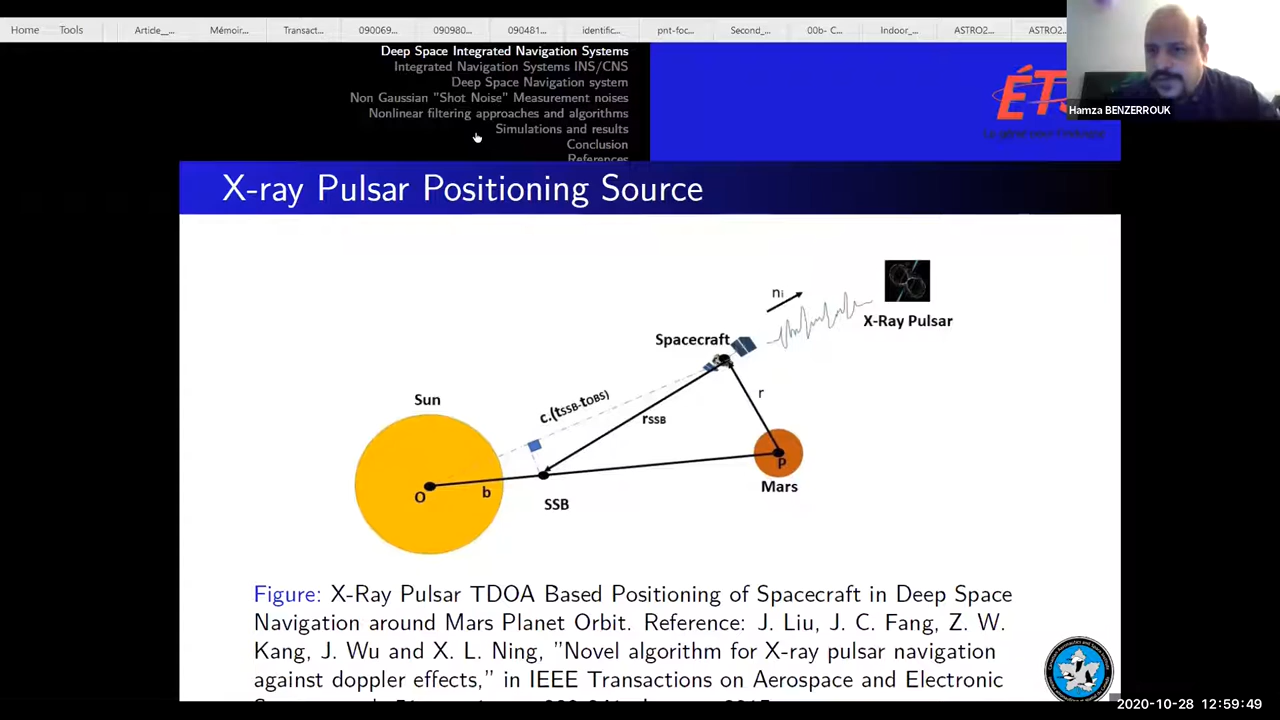 Home Tools Article__... Mémoir... Transact... 090069... 090980... 090481... identific... pnt-foc... Second_... 00b- C... Indoor_... ASTRO2... ASTRO2...
Deep Space Integrated Navigation Systems
Integrated Navigation Systems INS/CNS
Deep Space Navigation system
Non Gaussian "Shot Noise" Measurement noises
Nonlinear filtering approaches and algorithms
Simulations and results
Conclusion
References
Hamza BENZERROUK
X-ray Pulsar Positioning Source
ni
X-Ray Pulsar
Spacecraft
c.(tSSB-tOBS)
r
rSSB
Sun
O
b
SSB
P
Mars
Figure: X-Ray Pulsar TDOA Based Positioning of Spacecraft in Deep Space
Navigation around Mars Planet Orbit. Reference: J. Liu, J. C. Fang, Z. W.
Kang, J. Wu and X. L. Ning, "Novel algorithm for X-ray pulsar navigation
against doppler effects," in IEEE Transactions on Aerospace and Electronic
2020-10-28 12:59:49